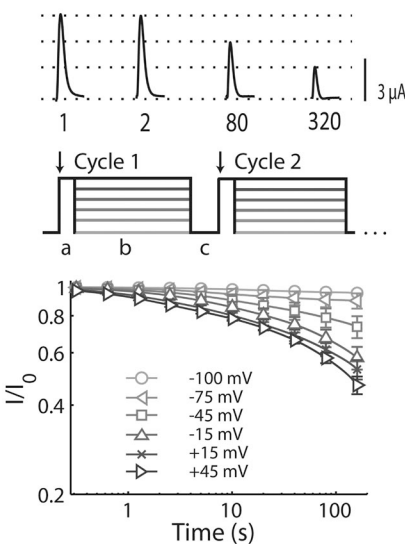 3 μA
1 2 80 320
Cycle 1 Cycle 2
a b c ...
1
0.8
0.6
0.4
0.2
I/I0
-100 mV
-75 mV
-45 mV
-15 mV
+15 mV
+45 mV
1 10 100
Time (s)